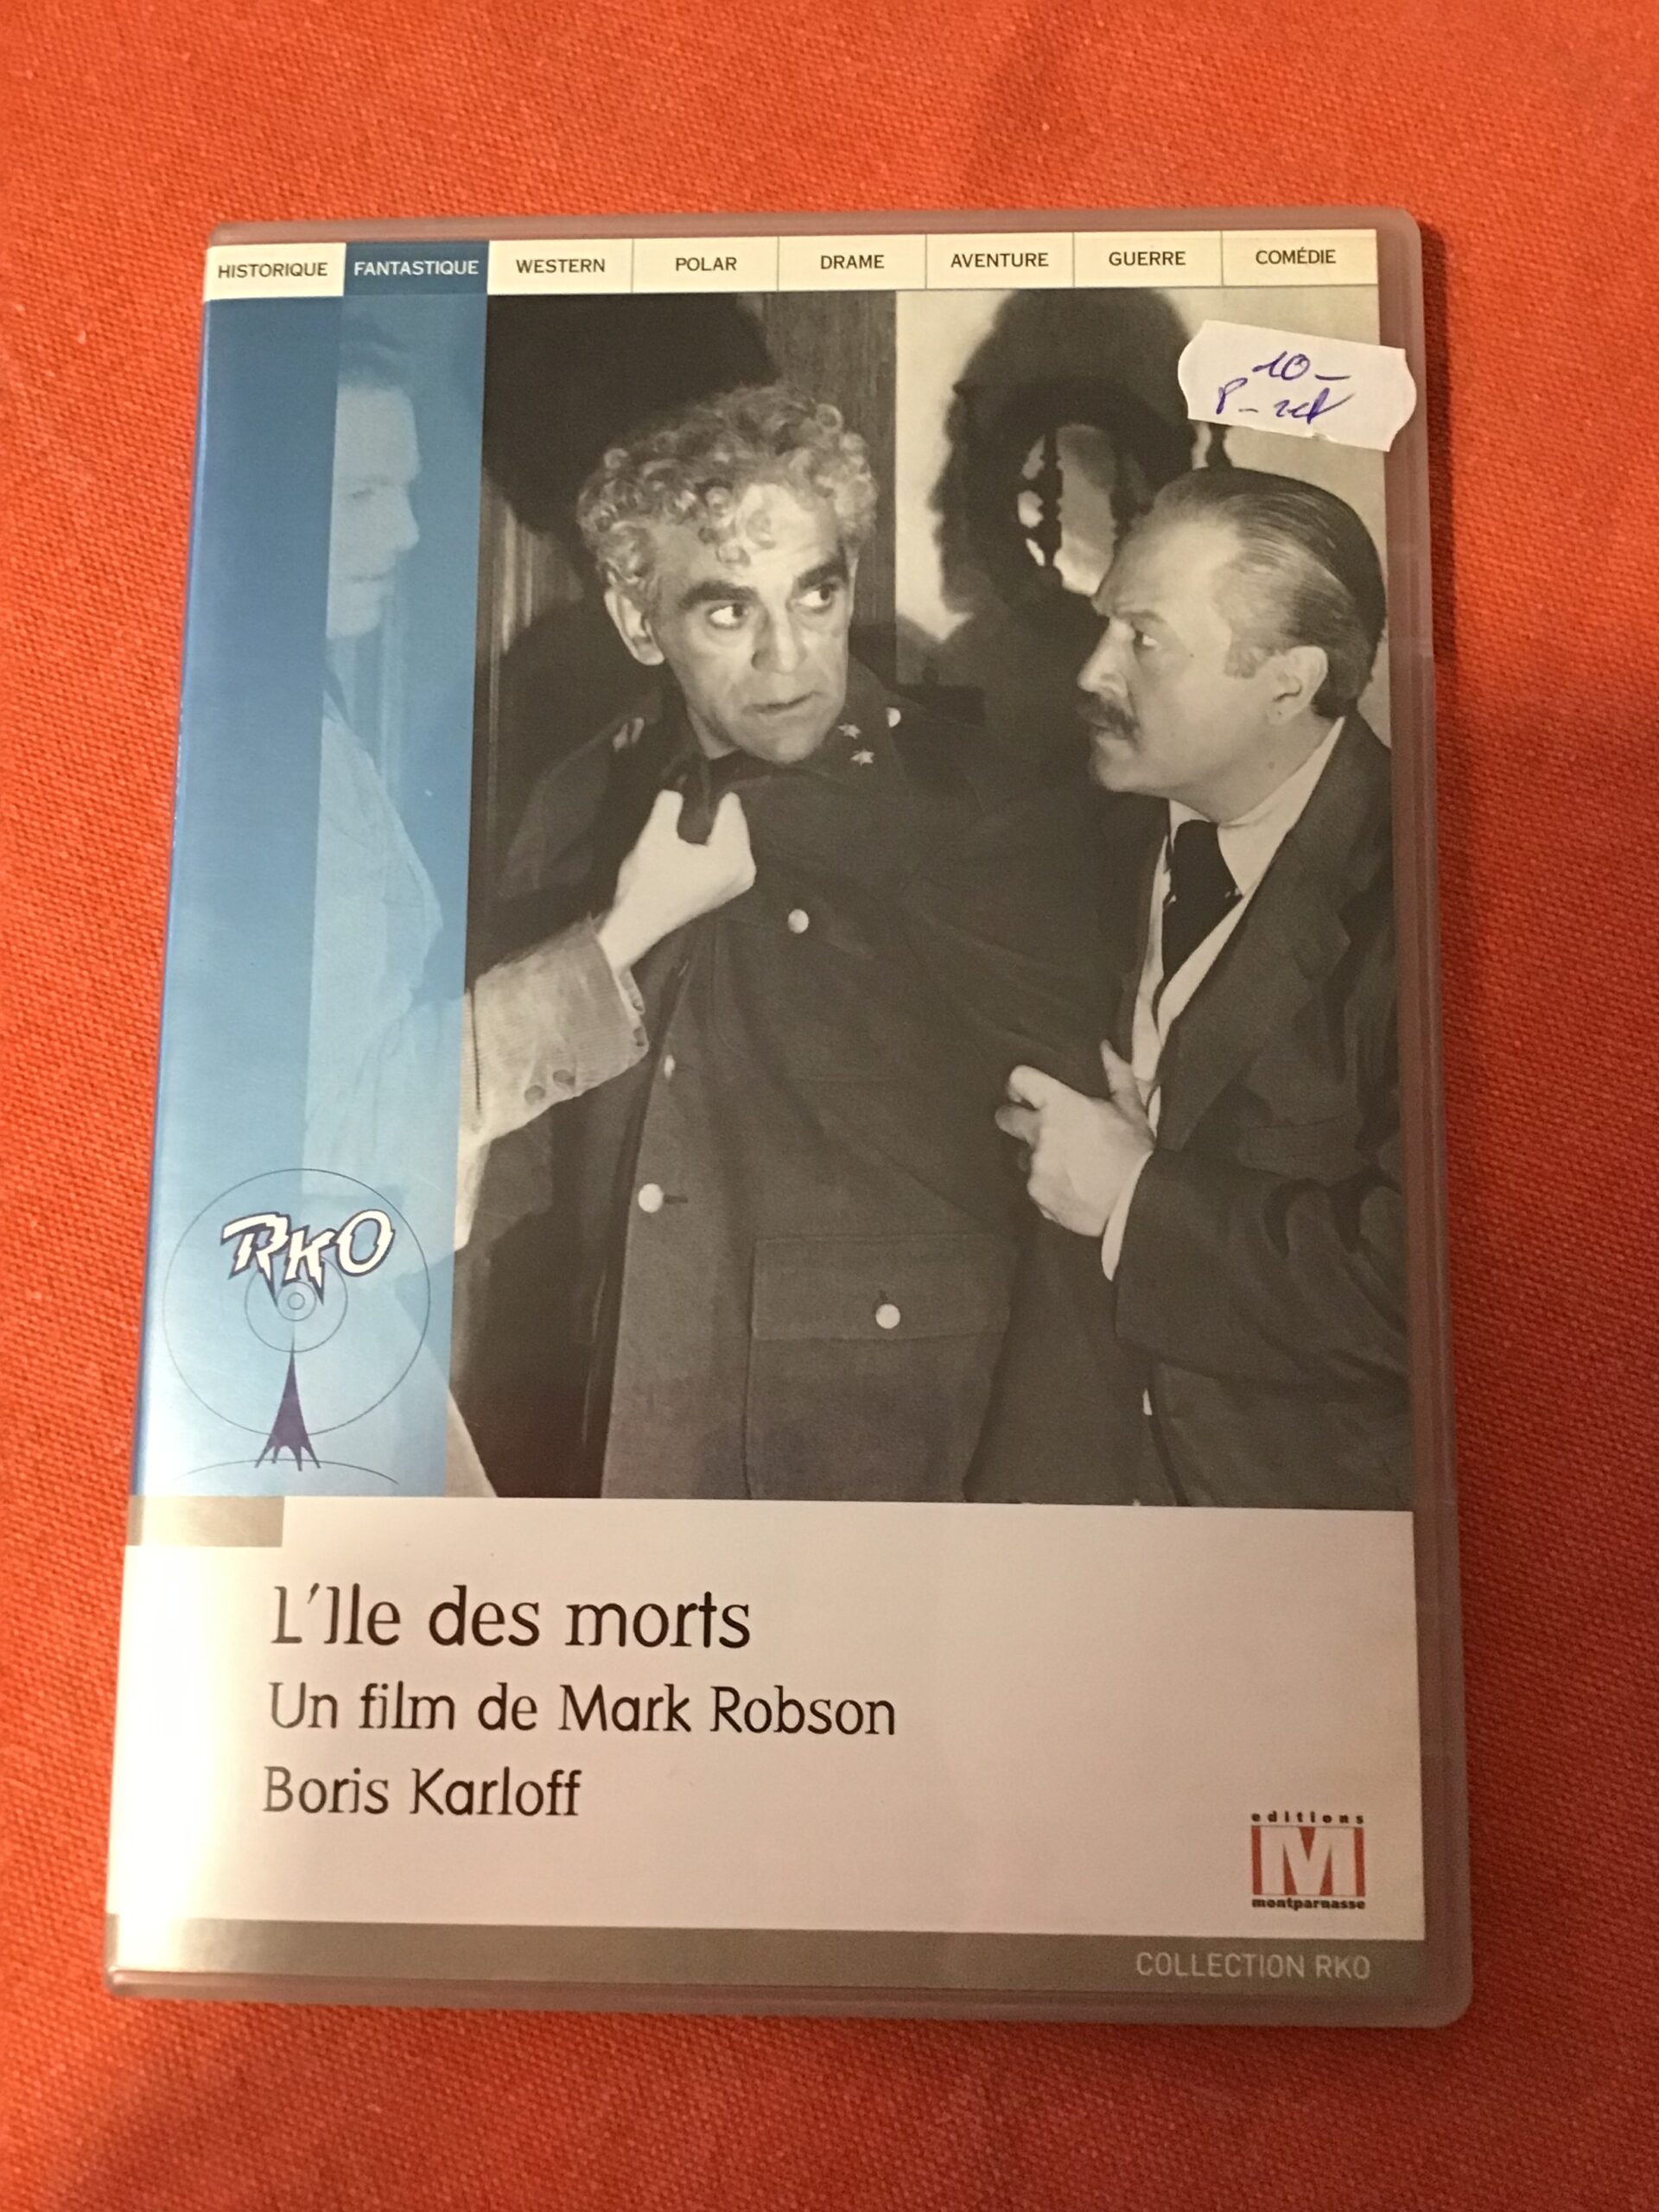 HISTORIQUE FANTASTIQUE WESTERN POLAR DRAME AVENTURE GUERRE COMÉDIE
10-
RKO
L'Ile des morts
Un film de Mark Robson
Boris Karloff
editions
M
montparnasse
COLLECTION RKO